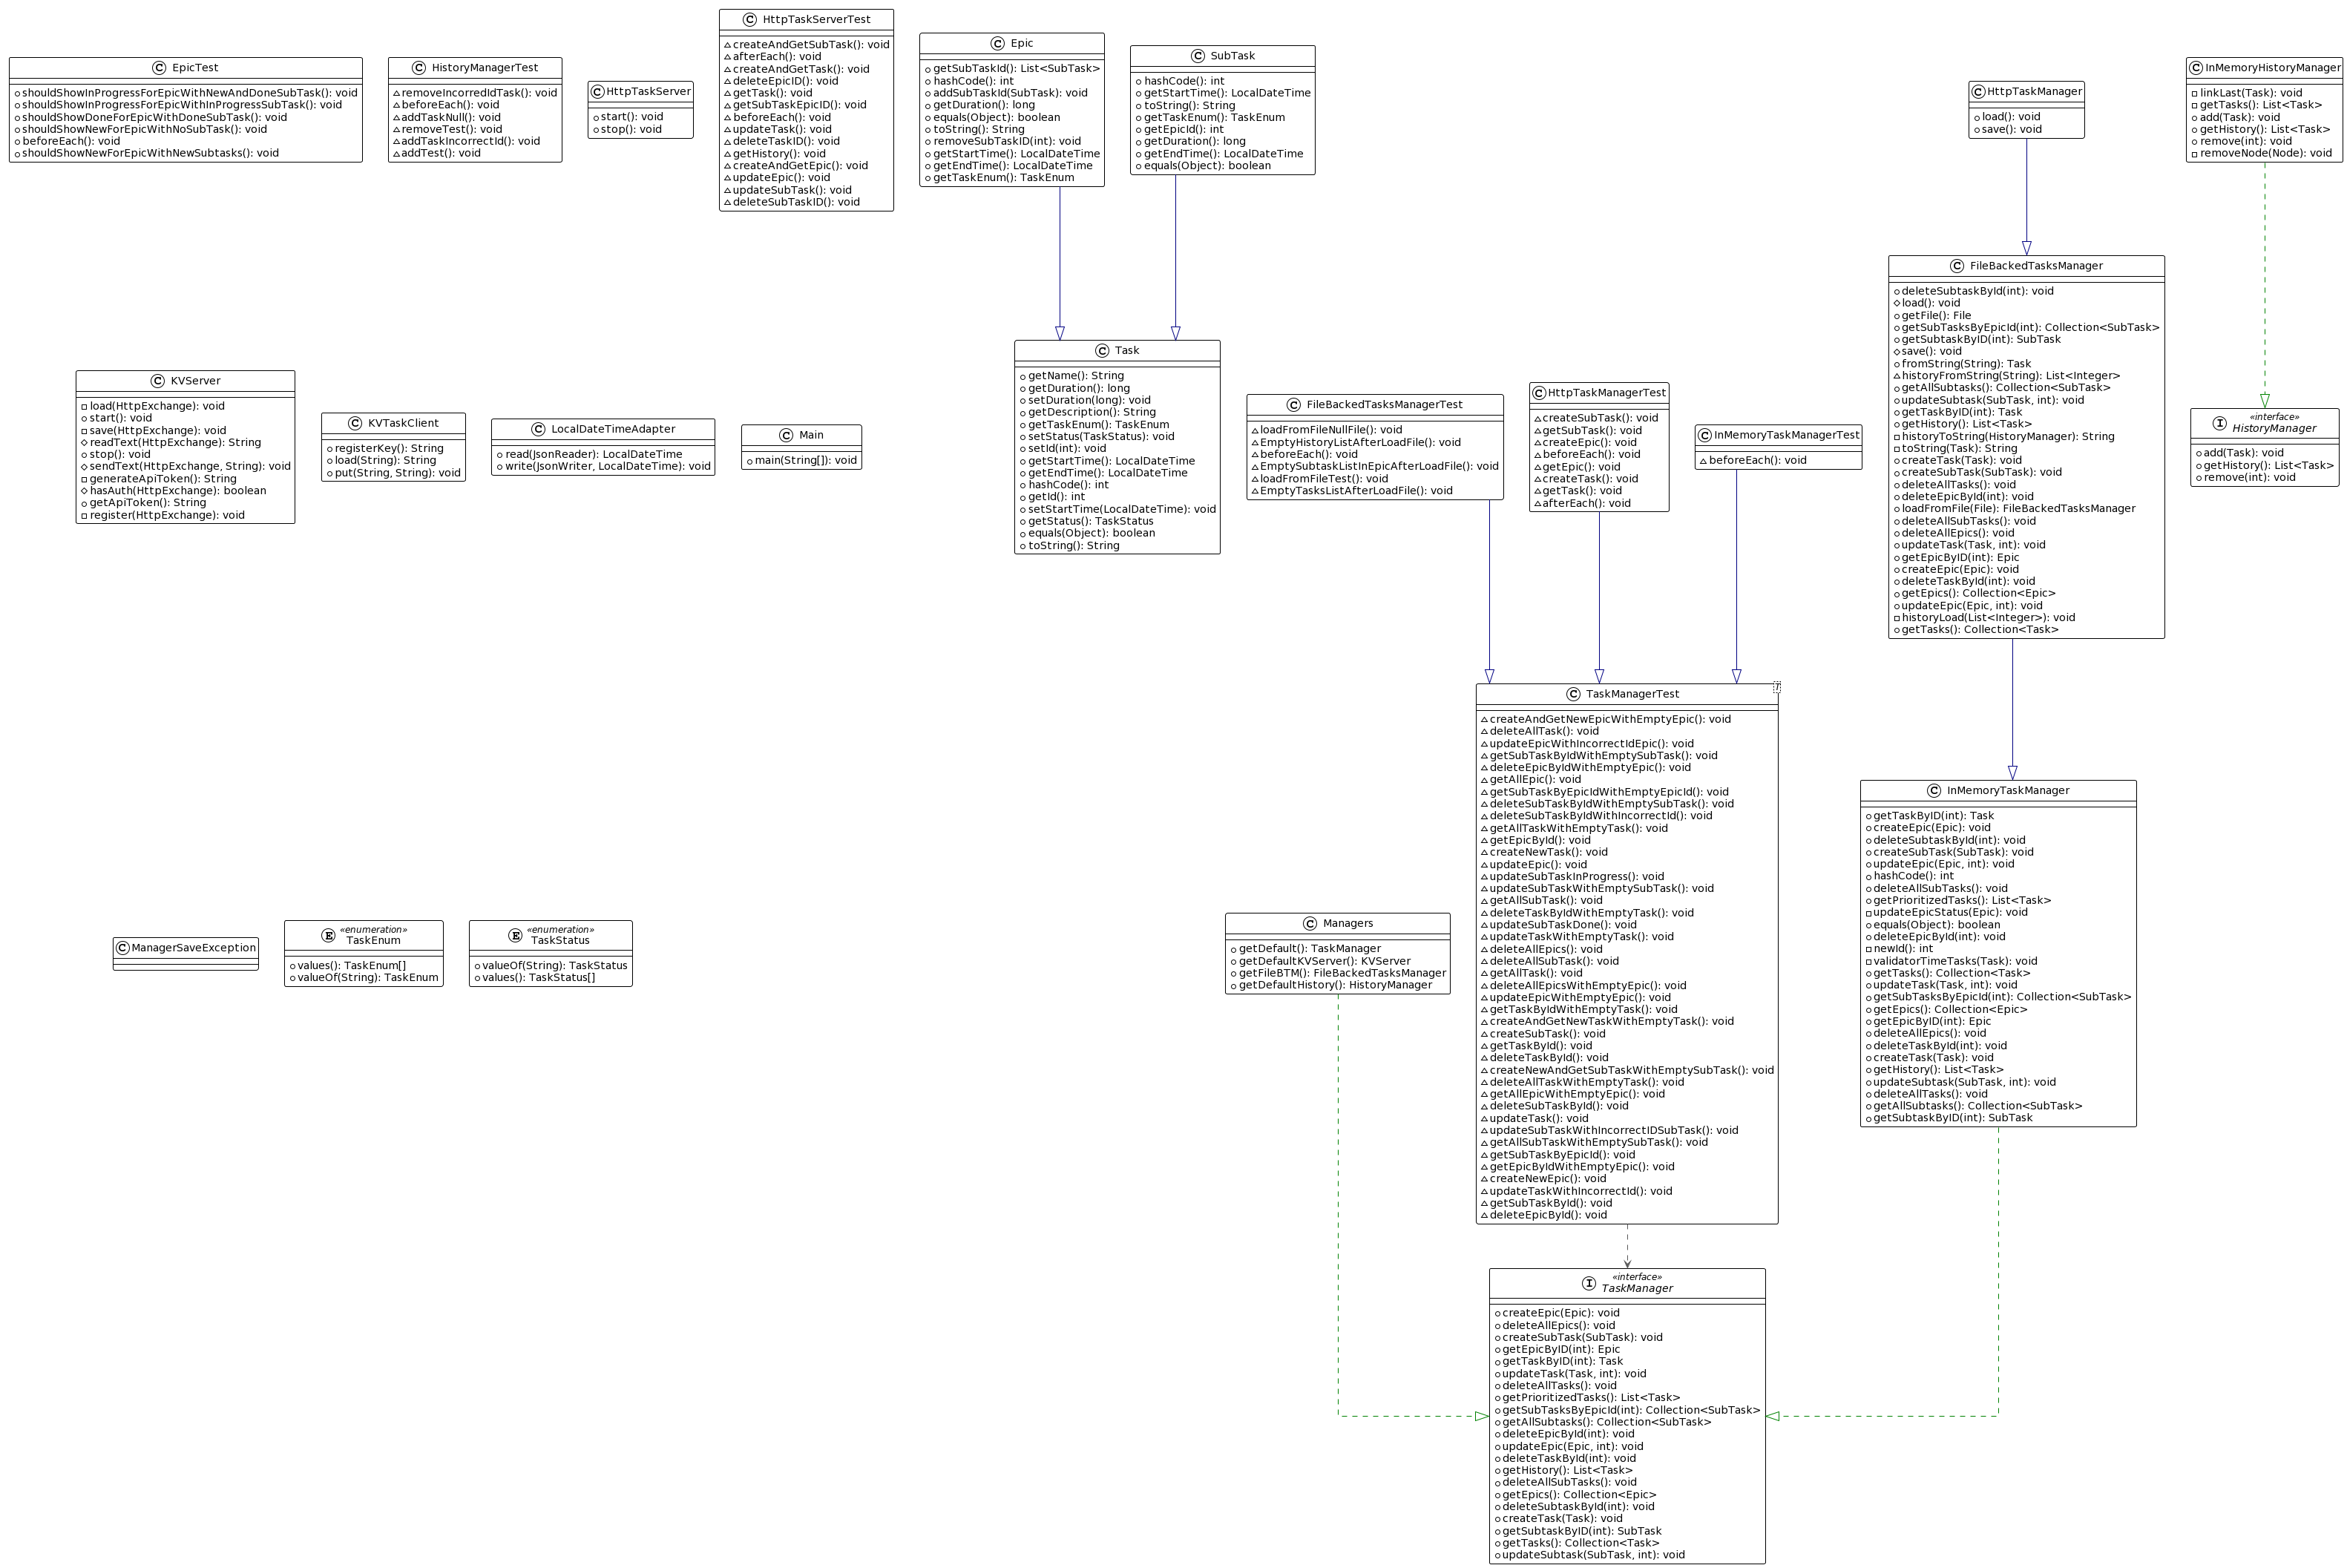 EpicTest
shouldShowInProgressForEpicWithNewAndDoneSubTask(): void
shouldShowInProgressForEpicWithInProgressSubTask(): void
shouldShowDoneForEpicWithDoneSubTask(): void
shouldShowNewForEpicWithNoSubTask(): void
beforeEach(): void
shouldShowNewForEpicWithNewSubtasks(): void
HistoryManagerTest
removeIncorredIdTask(): void
beforeEach(): void
addTaskNull(): void
removeTest(): void
addTaskIncorrectId(): void
addTest(): void
HttpTaskServer
start(): void
stop(): void
HttpTaskServerTest
createAndGetSubTask(): void
afterEach(): void
createAndGetTask(): void
deleteEpicID(): void
getTask(): void
getSubTaskEpicID(): void
beforeEach(): void
updateTask(): void
deleteTaskID(): void
getHistory(): void
createAndGetEpic(): void
updateEpic(): void
updateSubTask(): void
deleteSubTaskID(): void
Epic
getSubTaskId(): List<SubTask>
hashCode(): int
addSubTaskId(SubTask): void
getDuration(): long
equals(Object): boolean
toString(): String
removeSubTaskID(int): void
getStartTime(): LocalDateTime
getEndTime(): LocalDateTime
getTaskEnum(): TaskEnum
SubTask
hashCode(): int
getStartTime(): LocalDateTime
toString(): String
getTaskEnum(): TaskEnum
getEpicId(): int
getDuration(): long
getEndTime(): LocalDateTime
equals(Object): boolean
HttpTaskManager
load(): void
save(): void
InMemoryHistoryManager
linkLast(Task): void
getTasks(): List<Task>
add(Task): void
getHistory(): List<Task>
remove(int): void
removeNode(Node): void
KVServer
load(HttpExchange): void
start(): void
save(HttpExchange): void
readText(HttpExchange): String
stop(): void
sendText(HttpExchange, String): void
generateApiToken(): String
hasAuth(HttpExchange): boolean
getApiToken(): String
register(HttpExchange): void
KVTaskClient
registerKey(): String
load(String): String
put(String, String): void
LocalDateTimeAdapter
read(JsonReader): LocalDateTime
write(JsonWriter, LocalDateTime): void
Main
main(String[]): void
Task
getName(): String
getDuration(): long
setDuration(long): void
getDescription(): String
getTaskEnum(): TaskEnum
setStatus(TaskStatus): void
setId(int): void
getStartTime(): LocalDateTime
getEndTime(): LocalDateTime
hashCode(): int
getId(): int
setStartTime(LocalDateTime): void
getStatus(): TaskStatus
equals(Object): boolean
toString(): String
FileBackedTasksManagerTest
loadFromFileNullFile(): void
EmptyHistoryListAfterLoadFile(): void
beforeEach(): void
EmptySubtaskListInEpicAfterLoadFile(): void
loadFromFileTest(): void
EmptyTasksListAfterLoadFile(): void
HttpTaskManagerTest
createSubTask(): void
getSubTask(): void
createEpic(): void
beforeEach(): void
getEpic(): void
createTask(): void
getTask(): void
afterEach(): void
InMemoryTaskManagerTest
beforeEach(): void
FileBackedTasksManager
deleteSubtaskById(int): void
load(): void
getFile(): File
getSubTasksByEpicId(int): Collection<SubTask>
getSubtaskByID(int): SubTask
save(): void
fromString(String): Task
historyFromString(String): List<Integer>
getAllSubtasks(): Collection<SubTask>
updateSubtask(SubTask, int): void
getTaskByID(int): Task
getHistory(): List<Task>
historyToString(HistoryManager): String
toString(Task): String
createTask(Task): void
createSubTask(SubTask): void
deleteAllTasks(): void
deleteEpicById(int): void
loadFromFile(File): FileBackedTasksManager
deleteAllSubTasks(): void
deleteAllEpics(): void
updateTask(Task, int): void
getEpicByID(int): Epic
createEpic(Epic): void
deleteTaskById(int): void
getEpics(): Collection<Epic>
updateEpic(Epic, int): void
historyLoad(List<Integer>): void
getTasks(): Collection<Task>
«interface»
HistoryManager
add(Task): void
getHistory(): List<Task>
remove(int): void
ManagerSaveException
«enumeration»
TaskEnum
values(): TaskEnum[]
valueOf(String): TaskEnum
«enumeration»
TaskStatus
valueOf(String): TaskStatus
values(): TaskStatus[]
Managers
getDefault(): TaskManager
getDefaultKVServer(): KVServer
getFileBTM(): FileBackedTasksManager
getDefaultHistory(): HistoryManager
TaskManagerTest
T
createAndGetNewEpicWithEmptyEpic(): void
deleteAllTask(): void
updateEpicWithIncorrectIdEpic(): void
getSubTaskByIdWithEmptySubTask(): void
deleteEpicByIdWithEmptyEpic(): void
getAllEpic(): void
getSubTaskByEpicIdWithEmptyEpicId(): void
deleteSubTaskByIdWithEmptySubTask(): void
deleteSubTaskByIdWithIncorrectId(): void
getAllTaskWithEmptyTask(): void
getEpicById(): void
createNewTask(): void
updateEpic(): void
updateSubTaskInProgress(): void
updateSubTaskWithEmptySubTask(): void
getAllSubTask(): void
deleteTaskByIdWithEmptyTask(): void
updateSubTaskDone(): void
updateTaskWithEmptyTask(): void
deleteAllEpics(): void
deleteAllSubTask(): void
getAllTask(): void
deleteAllEpicsWithEmptyEpic(): void
updateEpicWithEmptyEpic(): void
getTaskByIdWithEmptyTask(): void
createAndGetNewTaskWithEmptyTask(): void
createSubTask(): void
getTaskById(): void
deleteTaskById(): void
createNewAndGetSubTaskWithEmptySubTask(): void
deleteAllTaskWithEmptyTask(): void
getAllEpicWithEmptyEpic(): void
deleteSubTaskById(): void
updateTask(): void
updateSubTaskWithIncorrectIDSubTask(): void
getAllSubTaskWithEmptySubTask(): void
getSubTaskByEpicId(): void
getEpicByIdWithEmptyEpic(): void
createNewEpic(): void
updateTaskWithIncorrectId(): void
getSubTaskById(): void
deleteEpicById(): void
InMemoryTaskManager
getTaskByID(int): Task
createEpic(Epic): void
deleteSubtaskById(int): void
createSubTask(SubTask): void
updateEpic(Epic, int): void
hashCode(): int
deleteAllSubTasks(): void
getPrioritizedTasks(): List<Task>
updateEpicStatus(Epic): void
equals(Object): boolean
deleteEpicById(int): void
newId(): int
validatorTimeTasks(Task): void
getTasks(): Collection<Task>
updateTask(Task, int): void
getSubTasksByEpicId(int): Collection<SubTask>
getEpics(): Collection<Epic>
getEpicByID(int): Epic
deleteAllEpics(): void
deleteTaskById(int): void
createTask(Task): void
getHistory(): List<Task>
updateSubtask(SubTask, int): void
deleteAllTasks(): void
getAllSubtasks(): Collection<SubTask>
getSubtaskByID(int): SubTask
«interface»
TaskManager
createEpic(Epic): void
deleteAllEpics(): void
createSubTask(SubTask): void
getEpicByID(int): Epic
getTaskByID(int): Task
updateTask(Task, int): void
deleteAllTasks(): void
getPrioritizedTasks(): List<Task>
getSubTasksByEpicId(int): Collection<SubTask>
getAllSubtasks(): Collection<SubTask>
deleteEpicById(int): void
updateEpic(Epic, int): void
deleteTaskById(int): void
getHistory(): List<Task>
deleteAllSubTasks(): void
getEpics(): Collection<Epic>
deleteSubtaskById(int): void
createTask(Task): void
getSubtaskByID(int): SubTask
getTasks(): Collection<Task>
updateSubtask(SubTask, int): void